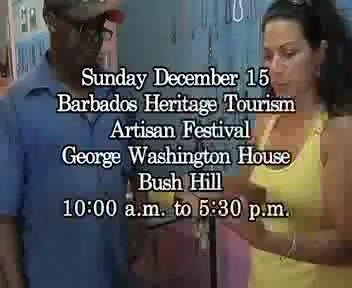 Sunday December 15
Barbados Heritage Tourism
Artisan Festival
George Washington House
Bush Hill
10:00 a.m. to 5:30 p.m.